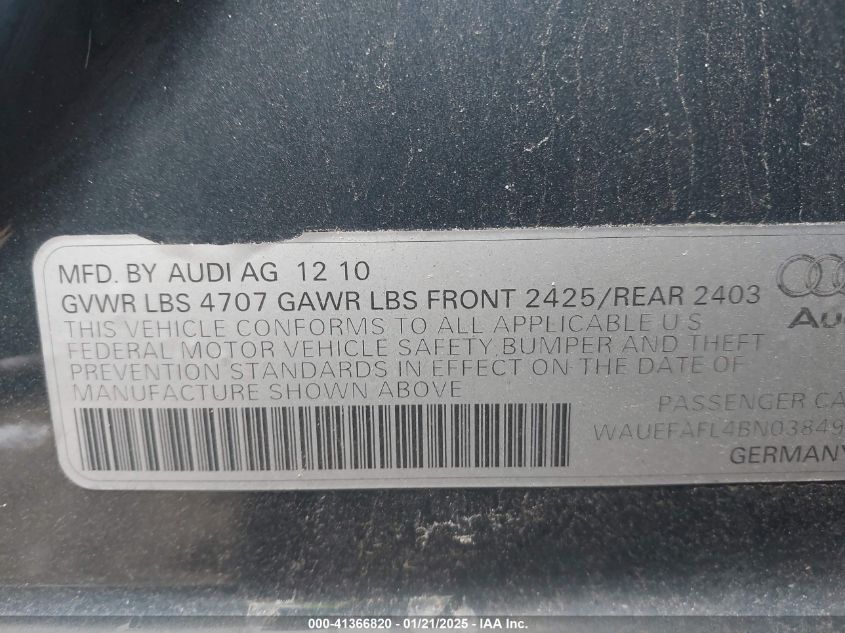 MFD. BY AUDI AG 12 10
GVWR LBS 4707 GAWR LBS FRONT 2425/REAR 2403
THIS VEHICLE CONFORMS TO ALL APPLICABLE U S
FEDERAL MOTOR VEHICLE SAFETY, BUMPER AND THEFT
PREVENTION STANDARDS IN EFFECT ON THE DATE OF
MANUFACTURE SHOWN ABOVE
PASSENGER CA
WAUEFAFL4BN03849
GERMANY
Au
000-41366820 / 01/21/2025 - IAA Inc.